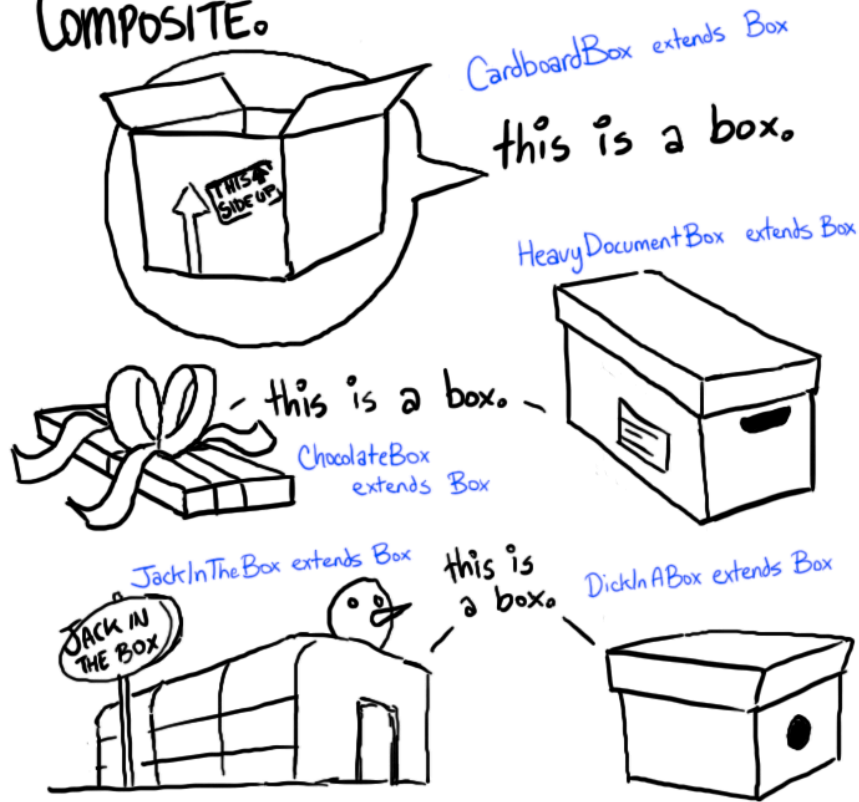 COMPOSITE.
CardboardBox extends Box
this is a box.
THIS
SIDE UP
HeavyDocumentBox extends Box
this is a box.
ChocolateBox
extends Box
JackInTheBox extends Box
this is
a box.
DickInABox extends Box
JACK IN
THE BOX